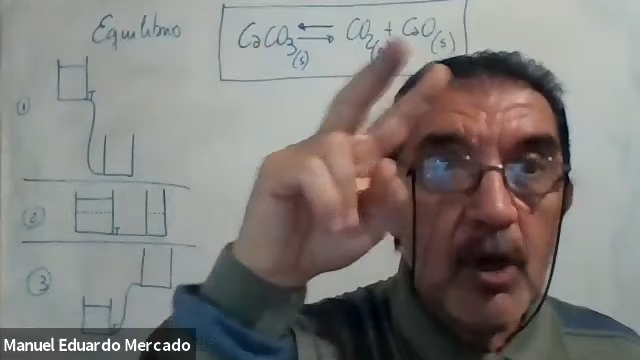 Equilibrio
CaCO3(s) ⇄ CO2( + CaO(s)
1
2
3
Manuel Eduardo Mercado